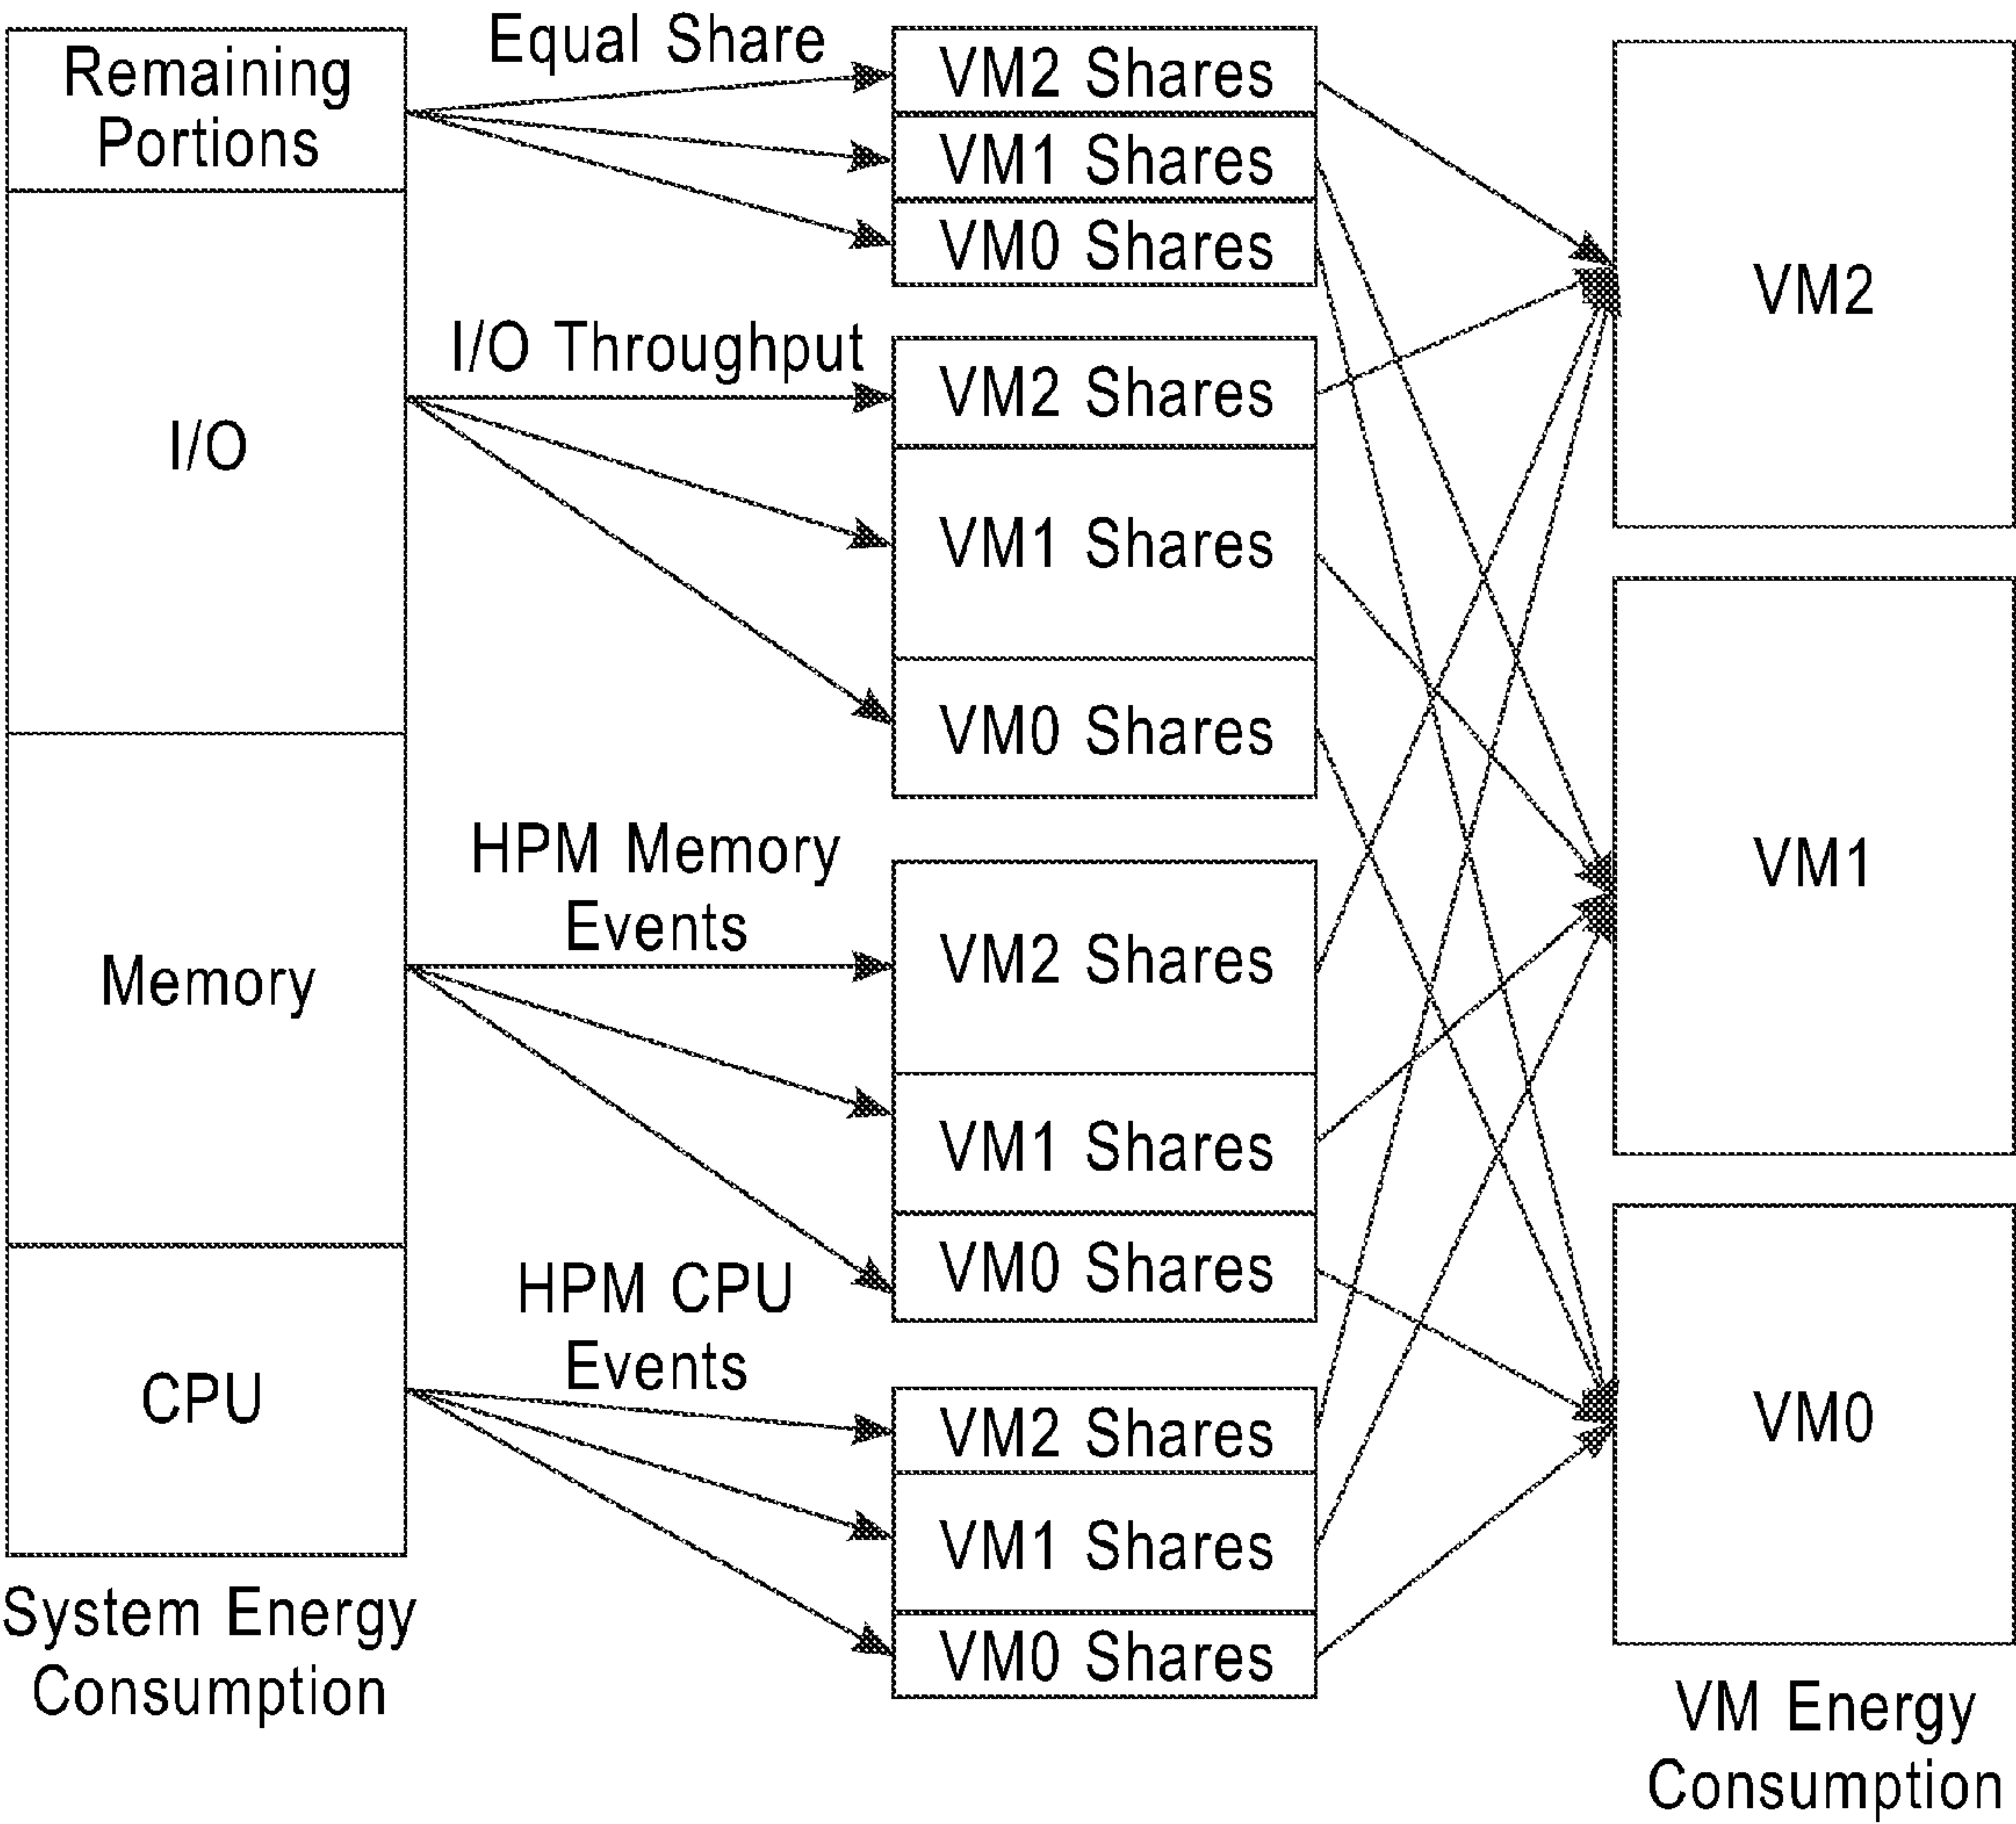 Remaining
Portions
I/O
Memory
CPU
System Energy
Consumption
Equal Share
I/O Throughput
HPM Memory
Events
HPM CPU
Events
VM2 Shares
VM1 Shares
VM0 Shares
VM2 Shares
VM1 Shares
VM0 Shares
VM2 Shares
VM1 Shares
VM0 Shares
VM2 Shares
VM1 Shares
VM0 Shares
VM2
VM1
VM0
VM Energy
Consumption